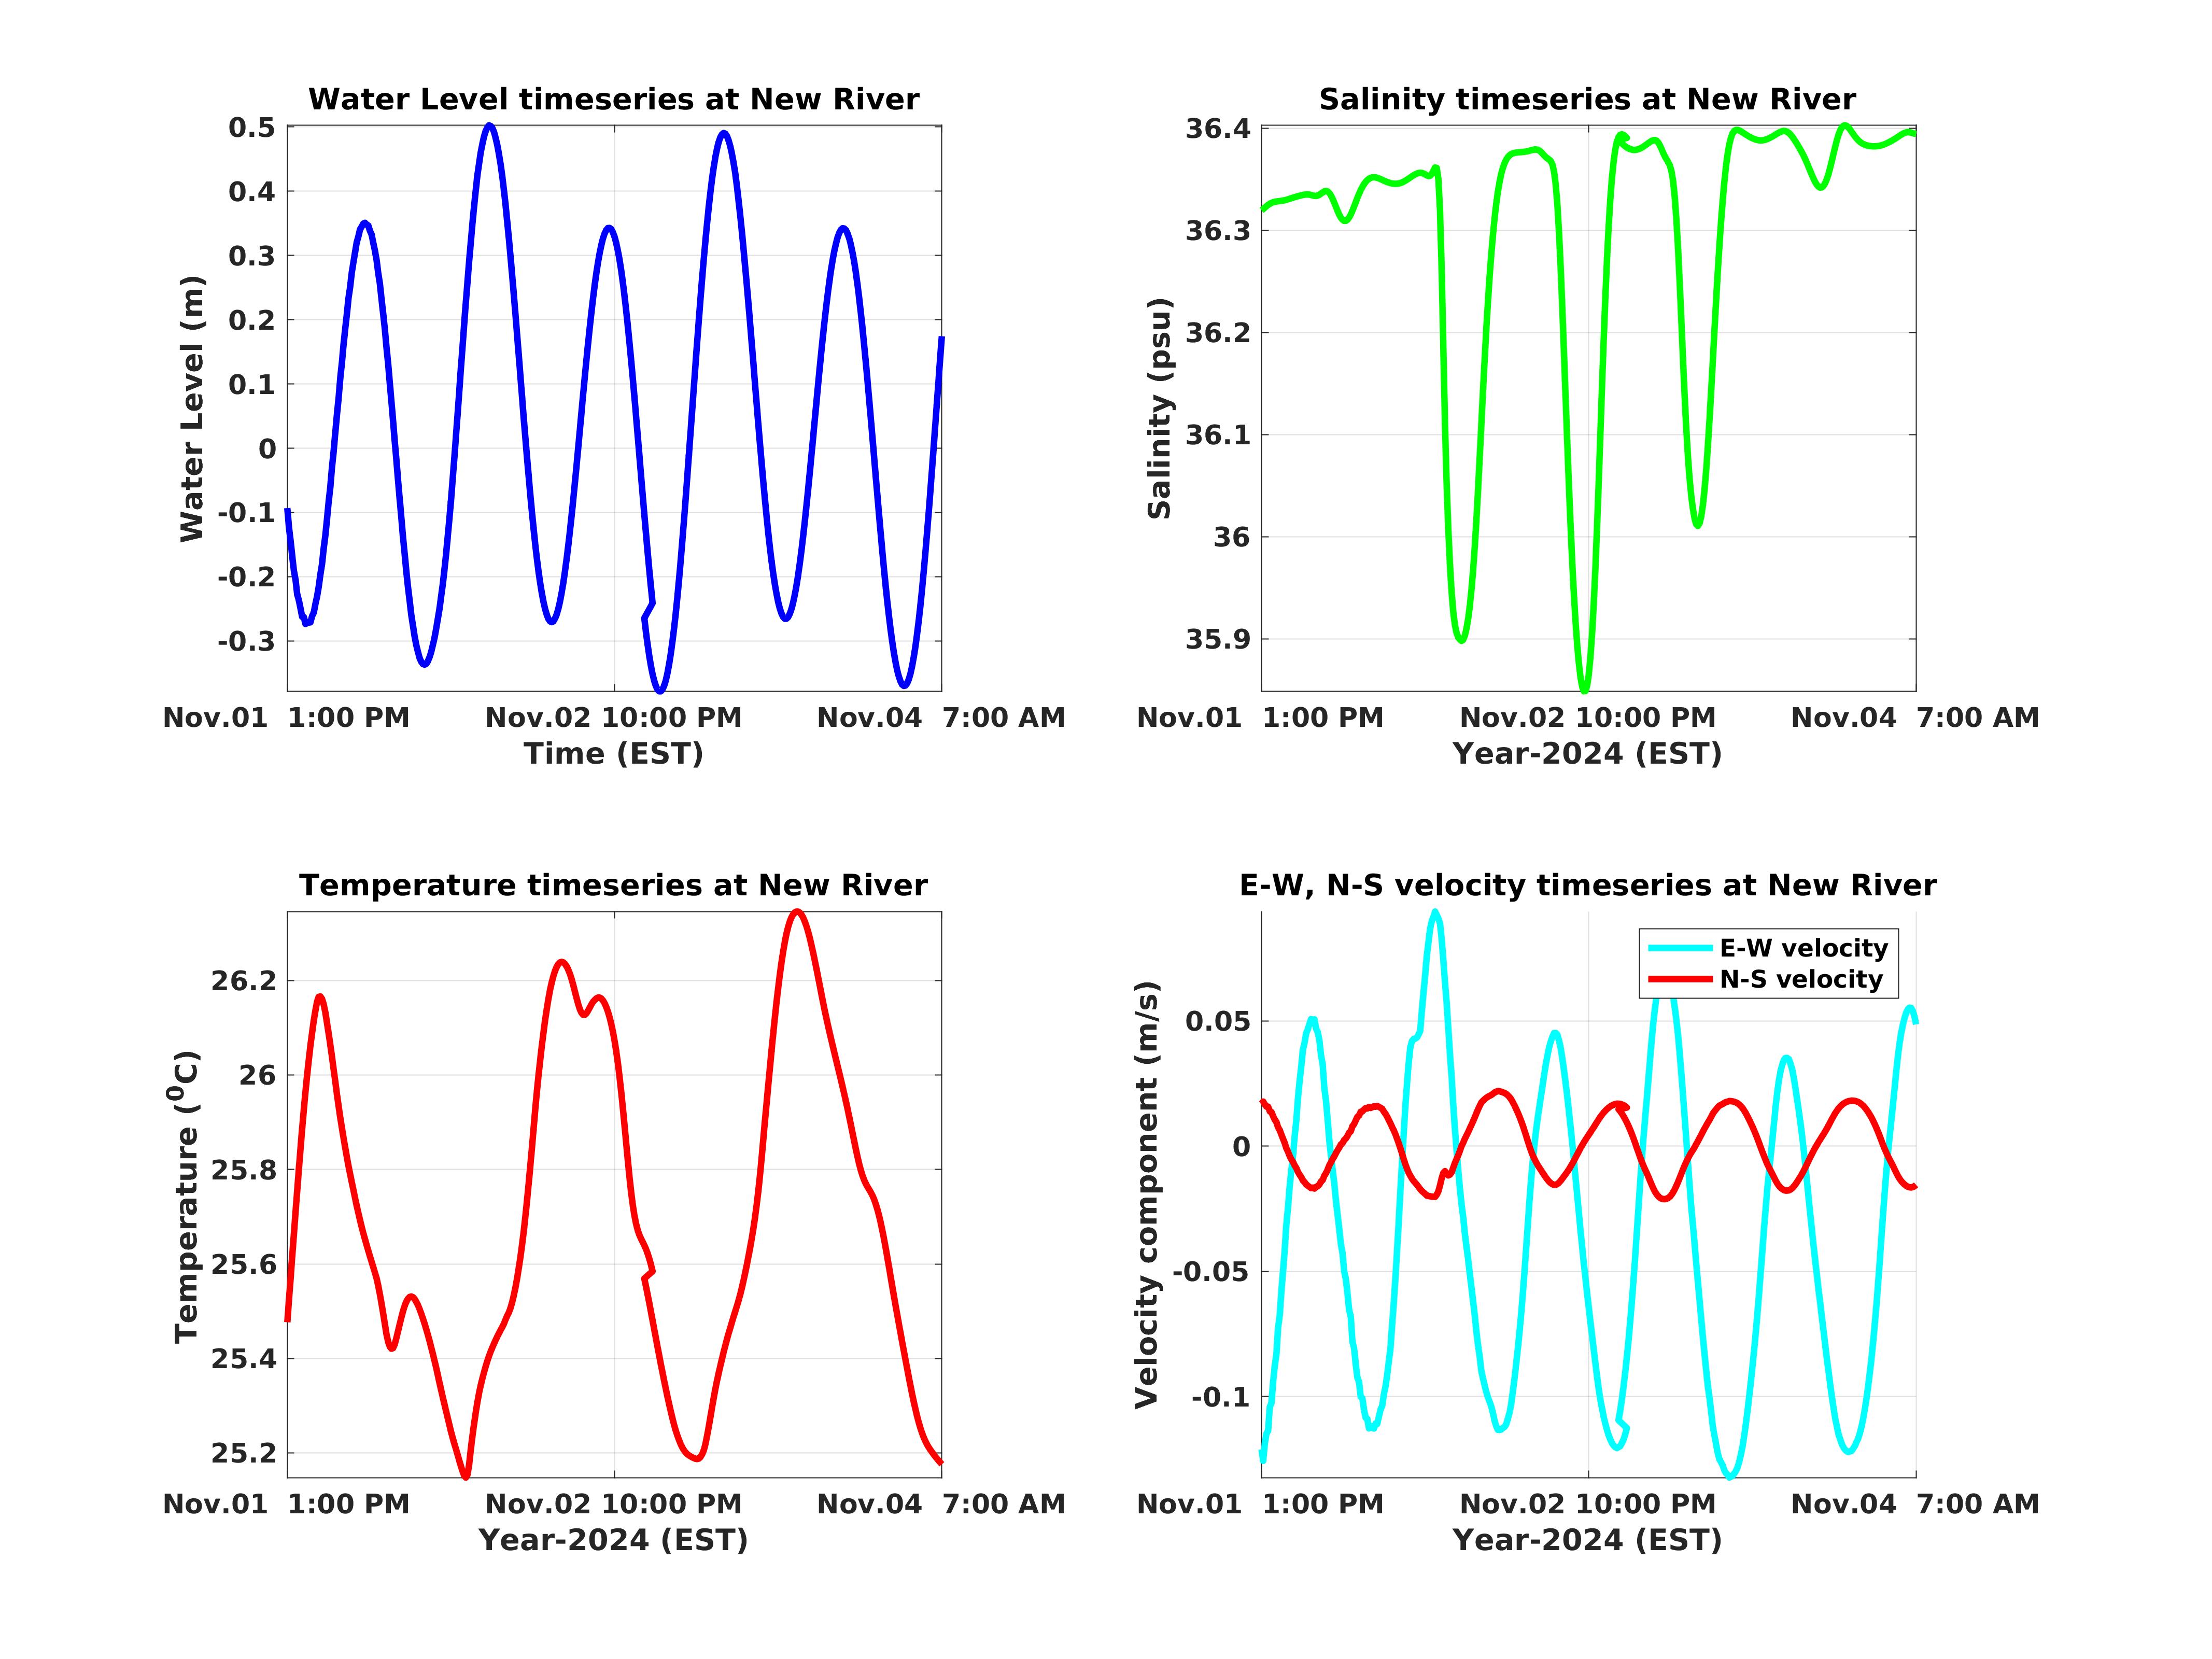 Water Level timeseries at New River
0.5
0.4
0.3
0.2
0.1
0
-0.1
-0.2
-0.3
Water Level (m)
Nov.01 1:00 PM
Nov.02 10:00 PM
Nov.04 7:00 AM
Time (EST)
Salinity timeseries at New River
36.4
36.3
36.2
36.1
36
35.9
Salinity (psu)
Nov.01 1:00 PM
Nov.02 10:00 PM
Nov.04 7:00 AM
Year-2024 (EST)
Temperature timeseries at New River
26.2
26
25.8
25.6
25.4
25.2
Temperature (⁰C)
Nov.01 1:00 PM
Nov.02 10:00 PM
Nov.04 7:00 AM
Year-2024 (EST)
E-W, N-S velocity timeseries at New River
E-W velocity
N-S velocity
0.05
0
-0.05
-0.1
Velocity component (m/s)
Nov.01 1:00 PM
Nov.02 10:00 PM
Nov.04 7:00 AM
Year-2024 (EST)